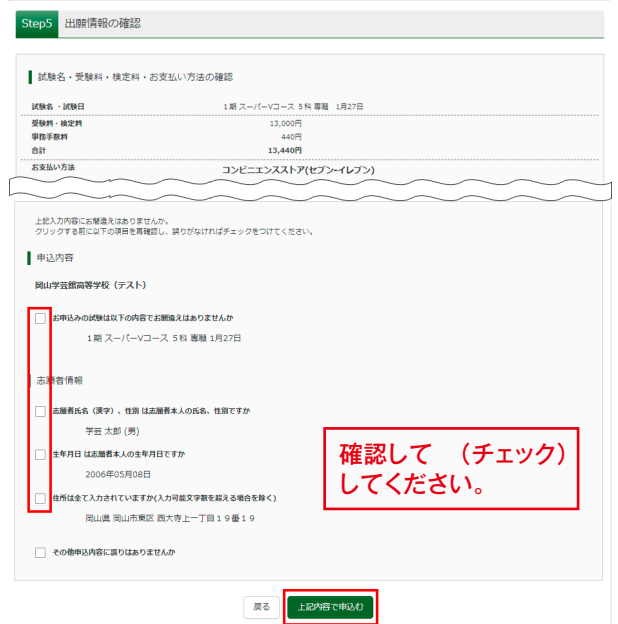 Step5 出願情報の確認
試験名・受験料・検定料・お支払い方法の確認
試験名 ・試験日 1期 スーパーVコース 5科 専願 1月27日
受験料・検定料 13,000円
事務手数料 440円
合計 13,440円
お支払い方法 コンビニエンスストア(セブン-イレブン)
上記入力内容にお間違えはありませんか。
クリックする前に以下の項目を再確認し、誤りがなければチェックをつけてください。
申込内容
岡山学芸館高等学校（テスト）
お申込みの試験は以下の内容でお間違えはありませんか
1期 スーパーVコース 5科 専願 1月27日
志願者情報
志願者氏名（漢字）、性別 は志願者本人の氏名、性別ですか
学芸 太郎 (男)
生年月日 は志願者本人の生年月日ですか
2006年05月08日
住所は全て入力されていますか(入力可能文字数を超える場合を除く)
岡山県 岡山市東区 西大寺上一丁目１９番１９
その他申込内容に誤りはありませんか
確認して （チェック）
してください。
戻る 上記内容で申込む